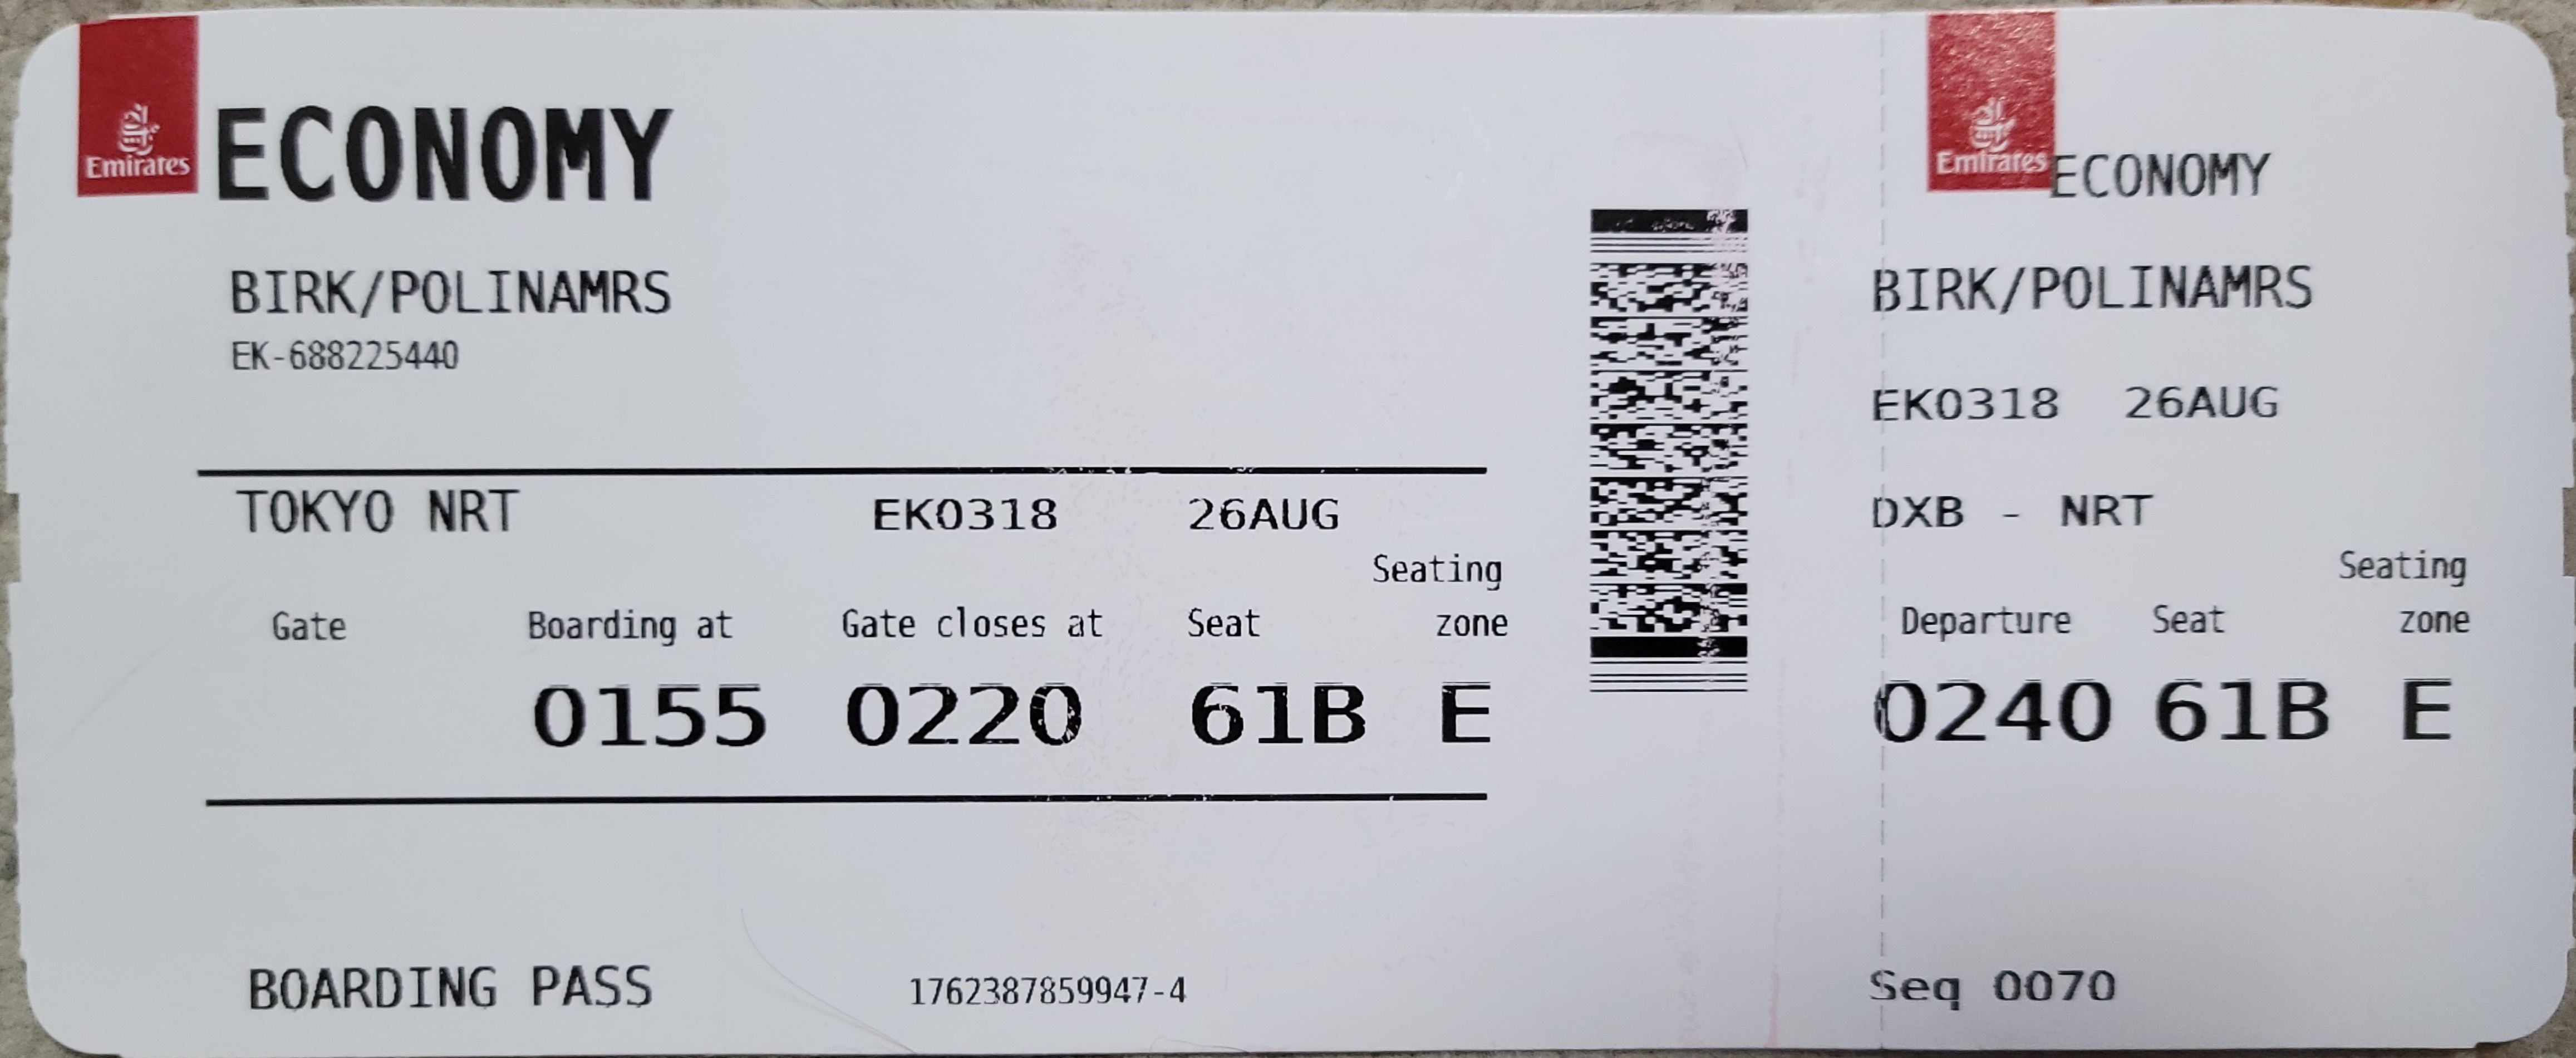 Emirates
ECONOMY
BIRK/POLINAMRS
EK-688225440
TOKYO NRT EK0318 26AUG
Gate Boarding at Gate closes at Seat Seating zone
0155 0220 61B E
BOARDING PASS 1762387859947-4
Emirates
ECONOMY
BIRK/POLINAMRS
EK0318 26AUG
DXB - NRT
Departure Seat Seating zone
0240 61B E
Seq 0070